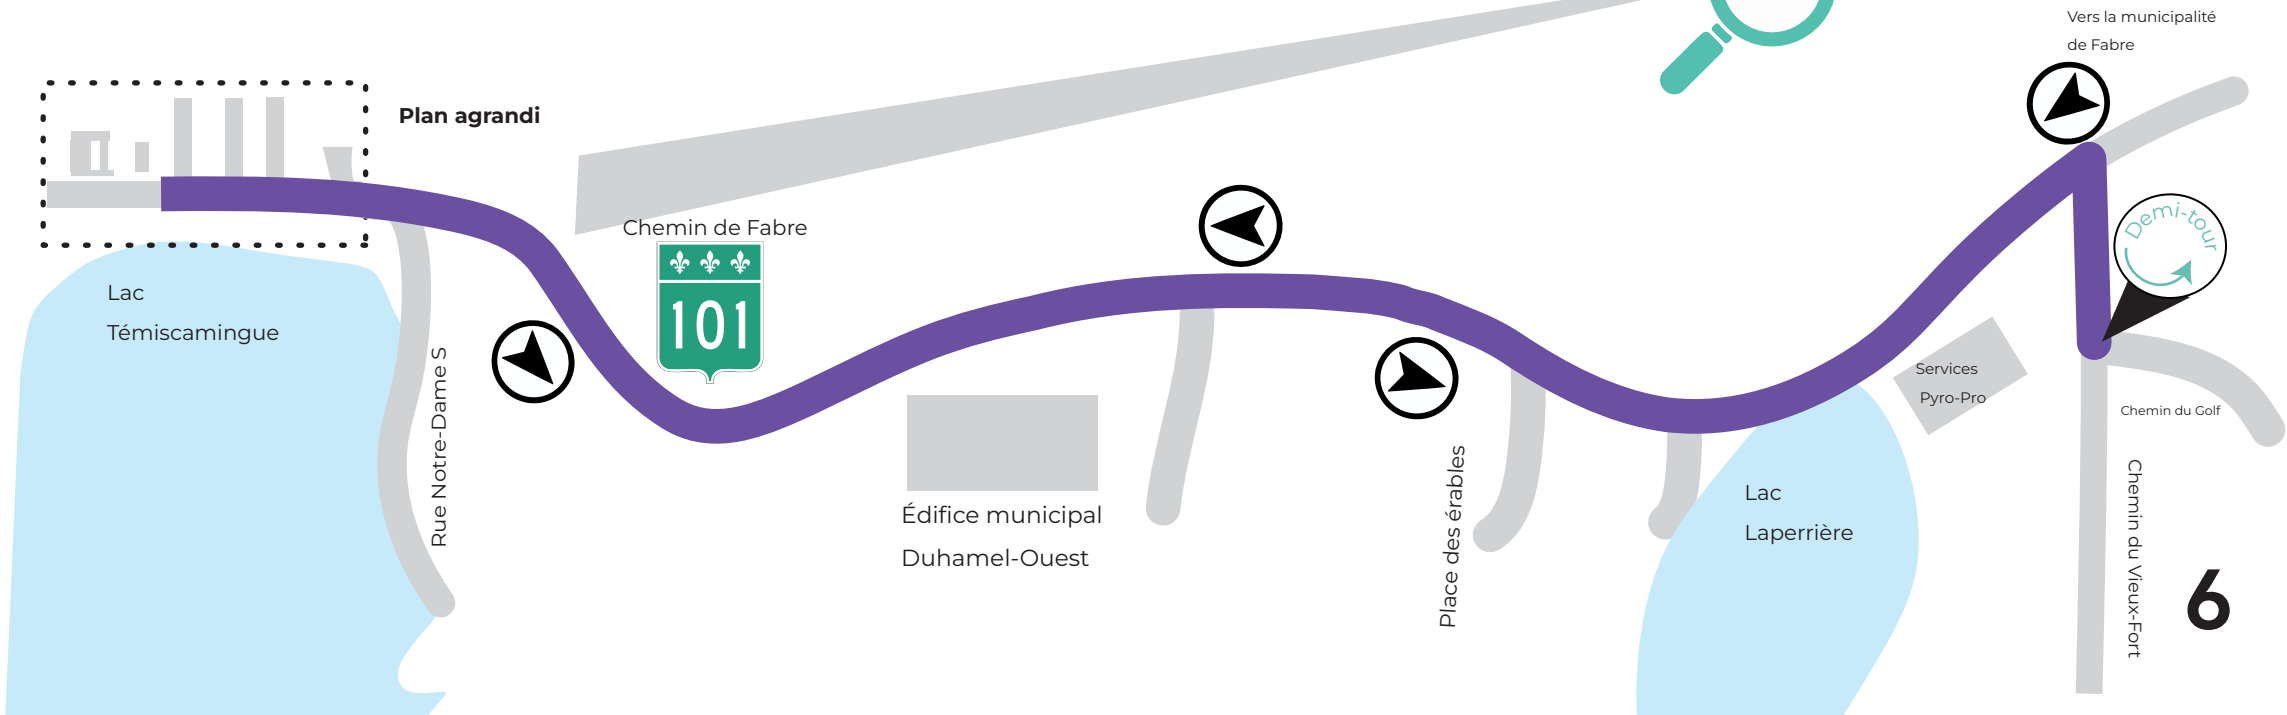 Vers la municipalité
de Fabre
Plan agrandi
Chemin de Fabre
101
Demi-tour
Lac
Témiscamingue
Rue Notre-Dame S
Services
Pyro-Pro
Chemin du Golf
Édifice municipal
Duhamel-Ouest
Place des érables
Lac
Laperrière
Chemin du Vieux-Fort
6